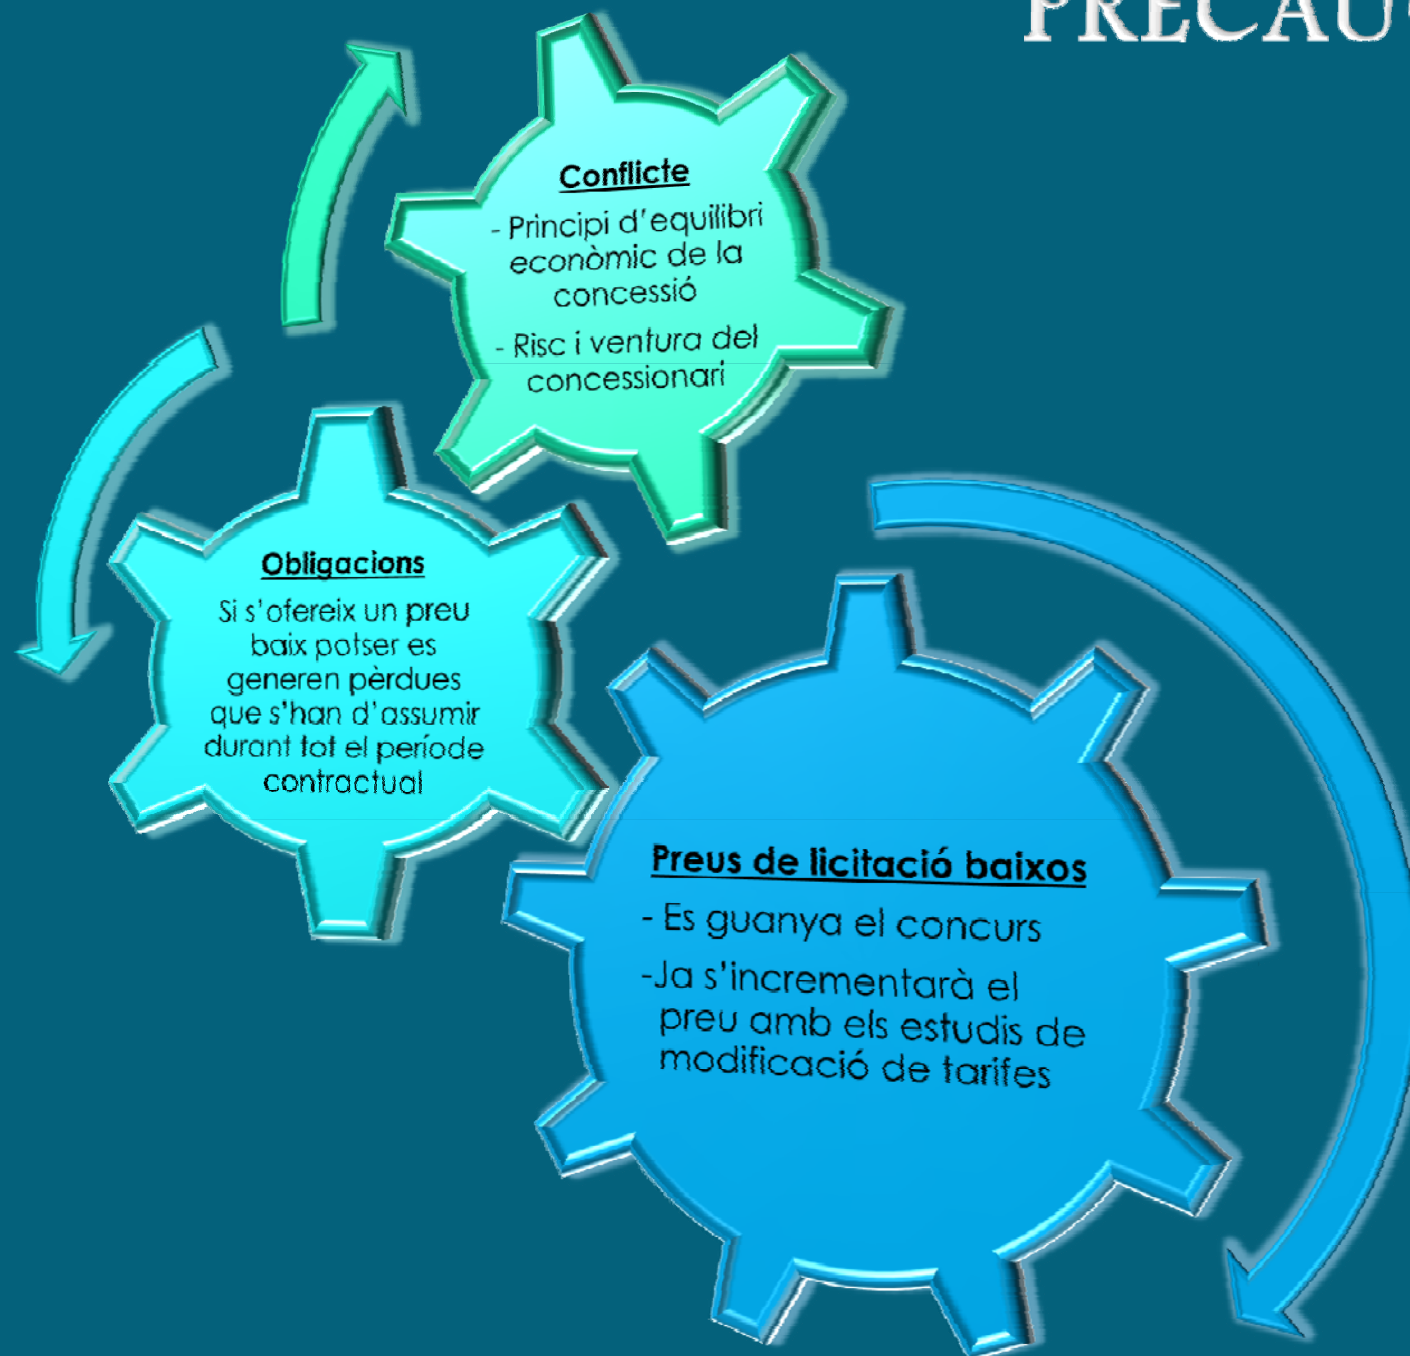 Conflicte
- Principi d'equilibri
econòmic de la
concessió
- Risc i ventura del
concessionari
Obligacions
Si s'ofereix un preu
baix potser es
generen pèrdues
que s'han d'assumir
durant tot el període
contractual
Preus de licitació baixos
- Es guanya el concurs
-Ja s'incrementarà el
preu amb els estudis de
modificació de tarifes